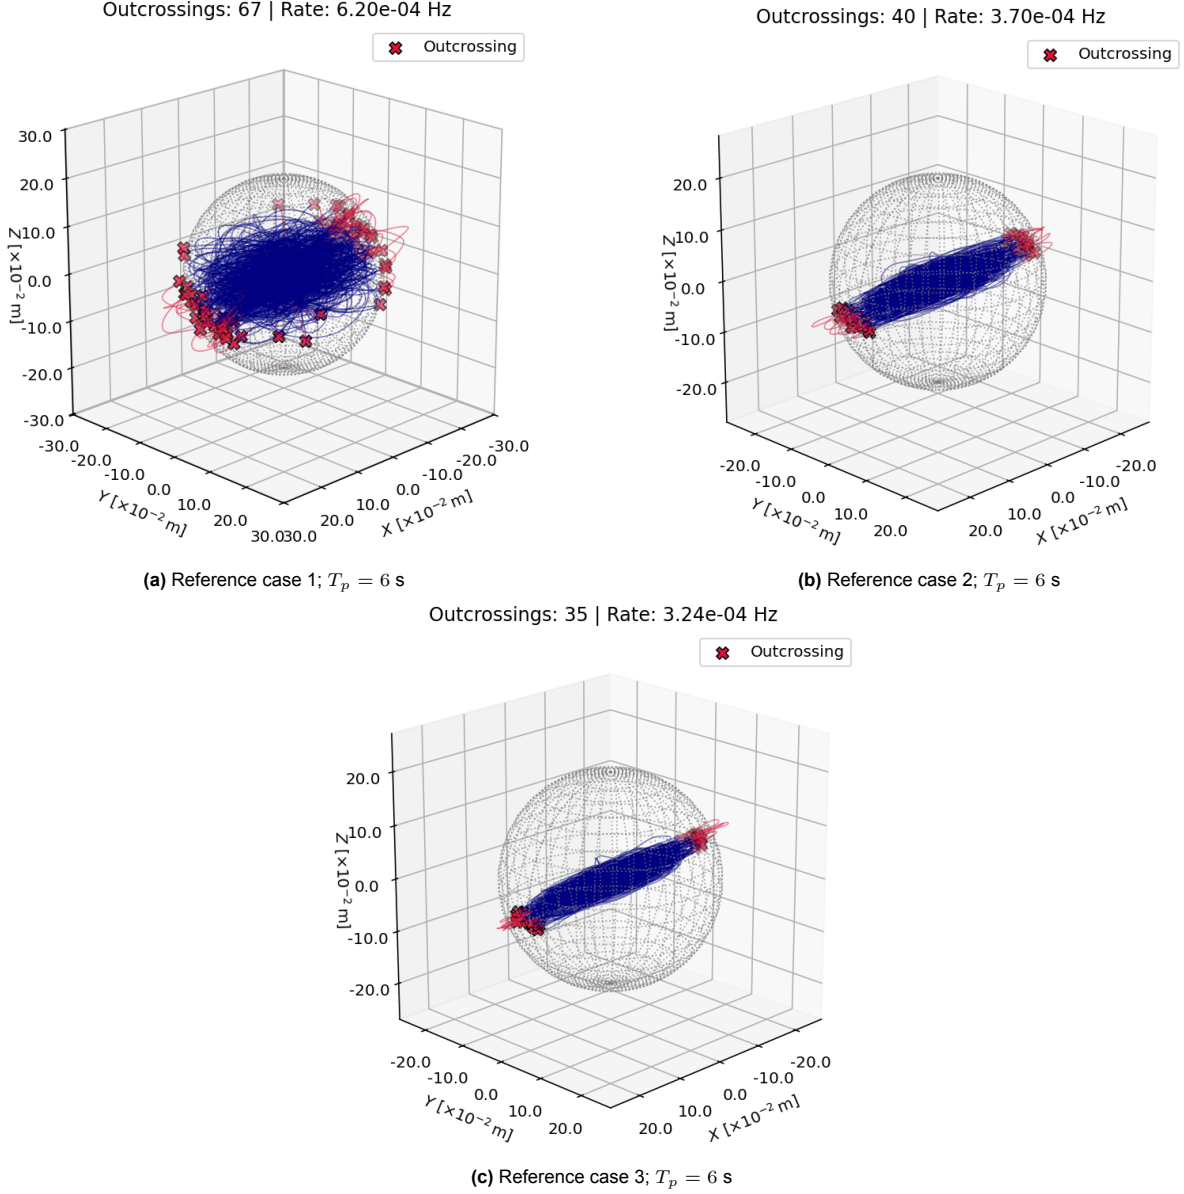 Outcrossings: 67 | Rate: 6.20e-04 Hz
Outcrossing
30.0
20.0
10.0
0.0
-10.0
-20.0
-30.0
Z [×10⁻² m]
-30.0
-20.0
-10.0
0.0
10.0
20.0
30.0
Y [×10⁻² m]
30.0
20.0
10.0
0.0
-10.0
-20.0
-30.0
X [×10⁻² m]
(a) Reference case 1; Tₚ = 6 s
Outcrossings: 40 | Rate: 3.70e-04 Hz
Outcrossing
20.0
10.0
0.0
-10.0
-20.0
Z [×10⁻² m]
-20.0
-10.0
0.0
10.0
20.0
Y [×10⁻² m]
20.0
10.0
0.0
-10.0
-20.0
X [×10⁻² m]
(b) Reference case 2; Tₚ = 6 s
Outcrossings: 35 | Rate: 3.24e-04 Hz
Outcrossing
20.0
10.0
0.0
-10.0
-20.0
Z [×10⁻² m]
-20.0
-10.0
0.0
10.0
20.0
Y [×10⁻² m]
20.0
10.0
0.0
-10.0
-20.0
X [×10⁻² m]
(c) Reference case 3; Tₚ = 6 s